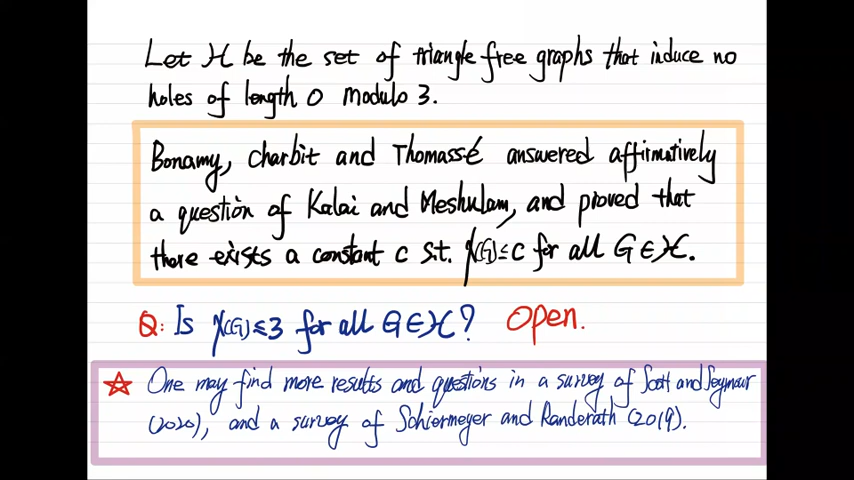 Let H be the set of triangle free graphs that induce no
holes of length 0 Modulo 3.
Bonamy, Charbit and Thomassé answered affirmatively
a question of Kalai and Meshulam, and proved that
there exists a constant c s.t. χ(G)≤c for all G∈H.
Q: Is χ(G)≤3 for all G∈H? Open.
☆ One may find more results and questions in a survey of Scott and Seymour
(2020), and a survey of Schiermeyer and Randerath (2019).